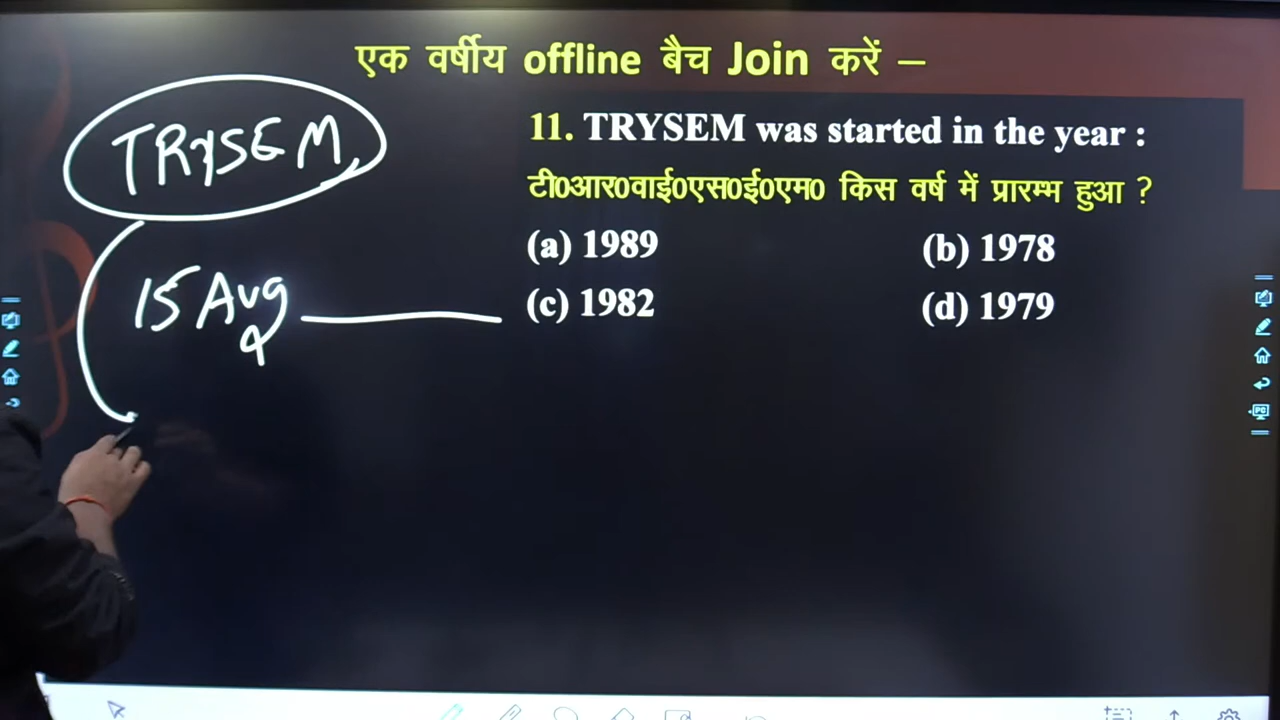 एक वर्षीय offline बैच Join करें –
TRYSEM
11. TRYSEM was started in the year :
टी0आर0वाई0एस0ई0एम0 किस वर्ष में प्रारम्भ हुआ ?
(a) 1989 (b) 1978
15 Aug
(c) 1982 (d) 1979